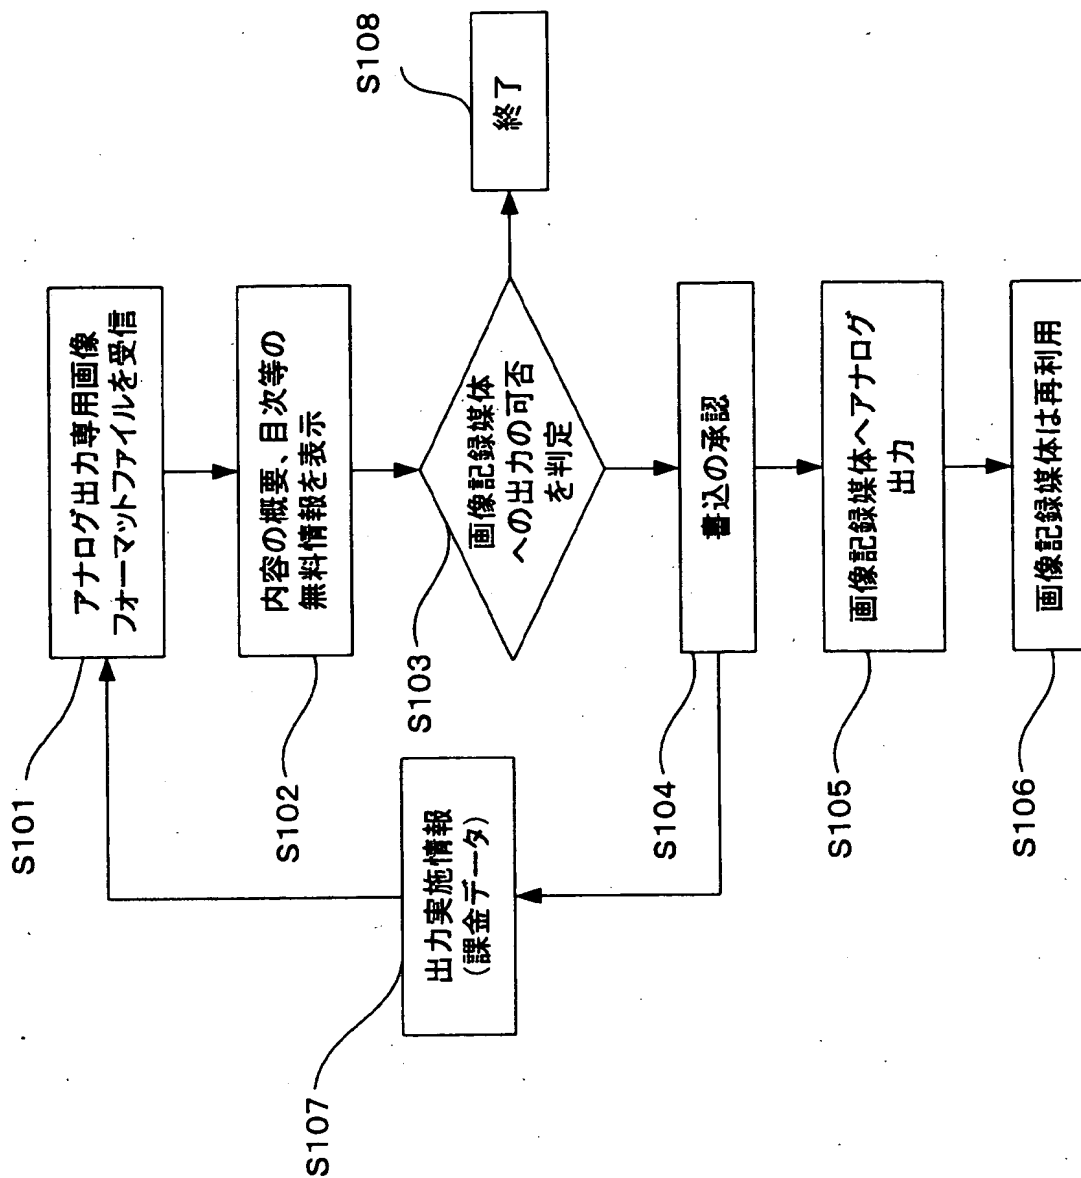 S101
アナログ出力専用画像
フォーマットファイルを受信
S102
内容の概要、目次等の
無料情報を表示
S103
画像記録媒体
への出力の可否
を判定
S108
終了
S104
書込の承認
S107
出力実施情報
(課金データ)
S105
画像記録媒体へアナログ
出力
S106
画像記録媒体は再利用